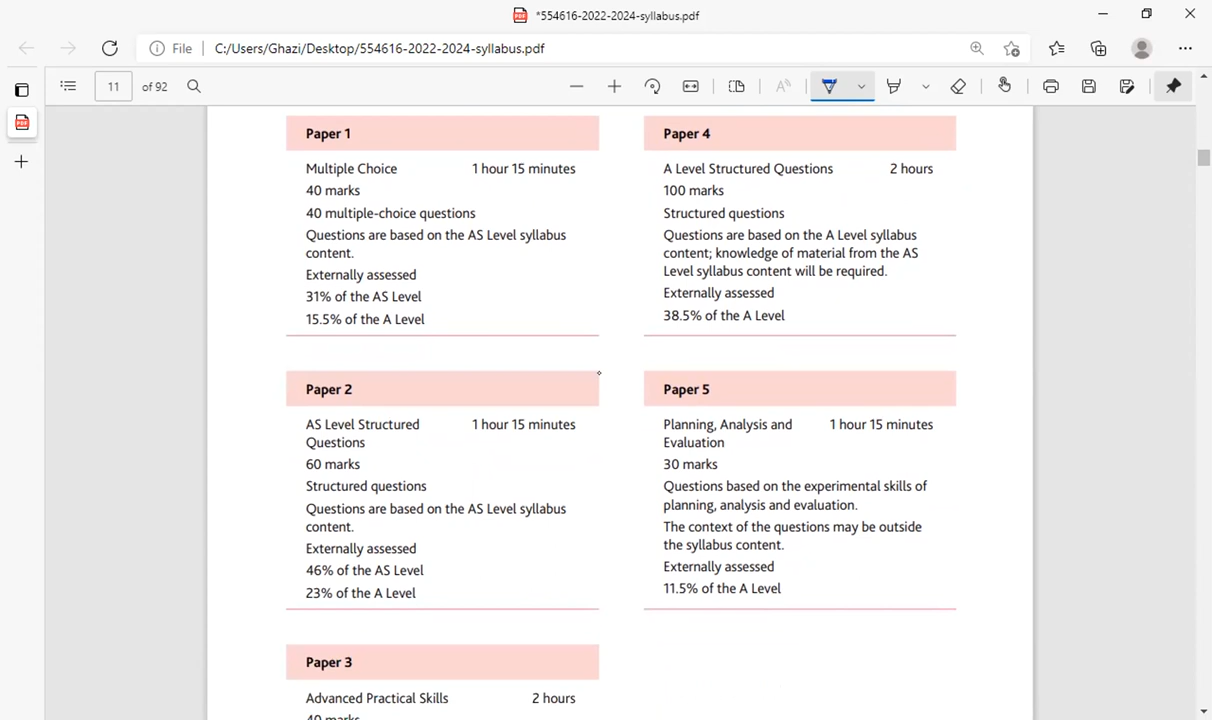 *554616-2022-2024-syllabus.pdf
File
C:/Users/Ghazi/Desktop/554616-2022-2024-syllabus.pdf
11 of 92
Paper 1
Multiple Choice 1 hour 15 minutes
40 marks
40 multiple-choice questions
Questions are based on the AS Level syllabus
content.
Externally assessed
31% of the AS Level
15.5% of the A Level
Paper 2
AS Level Structured 1 hour 15 minutes
Questions
60 marks
Structured questions
Questions are based on the AS Level syllabus
content.
Externally assessed
46% of the AS Level
23% of the A Level
Paper 3
Advanced Practical Skills 2 hours
40 marks
Paper 4
A Level Structured Questions 2 hours
100 marks
Structured questions
Questions are based on the A Level syllabus
content; knowledge of material from the AS
Level syllabus content will be required.
Externally assessed
38.5% of the A Level
Paper 5
Planning, Analysis and 1 hour 15 minutes
Evaluation
30 marks
Questions based on the experimental skills of
planning, analysis and evaluation.
The context of the questions may be outside
the syllabus content.
Externally assessed
11.5% of the A Level